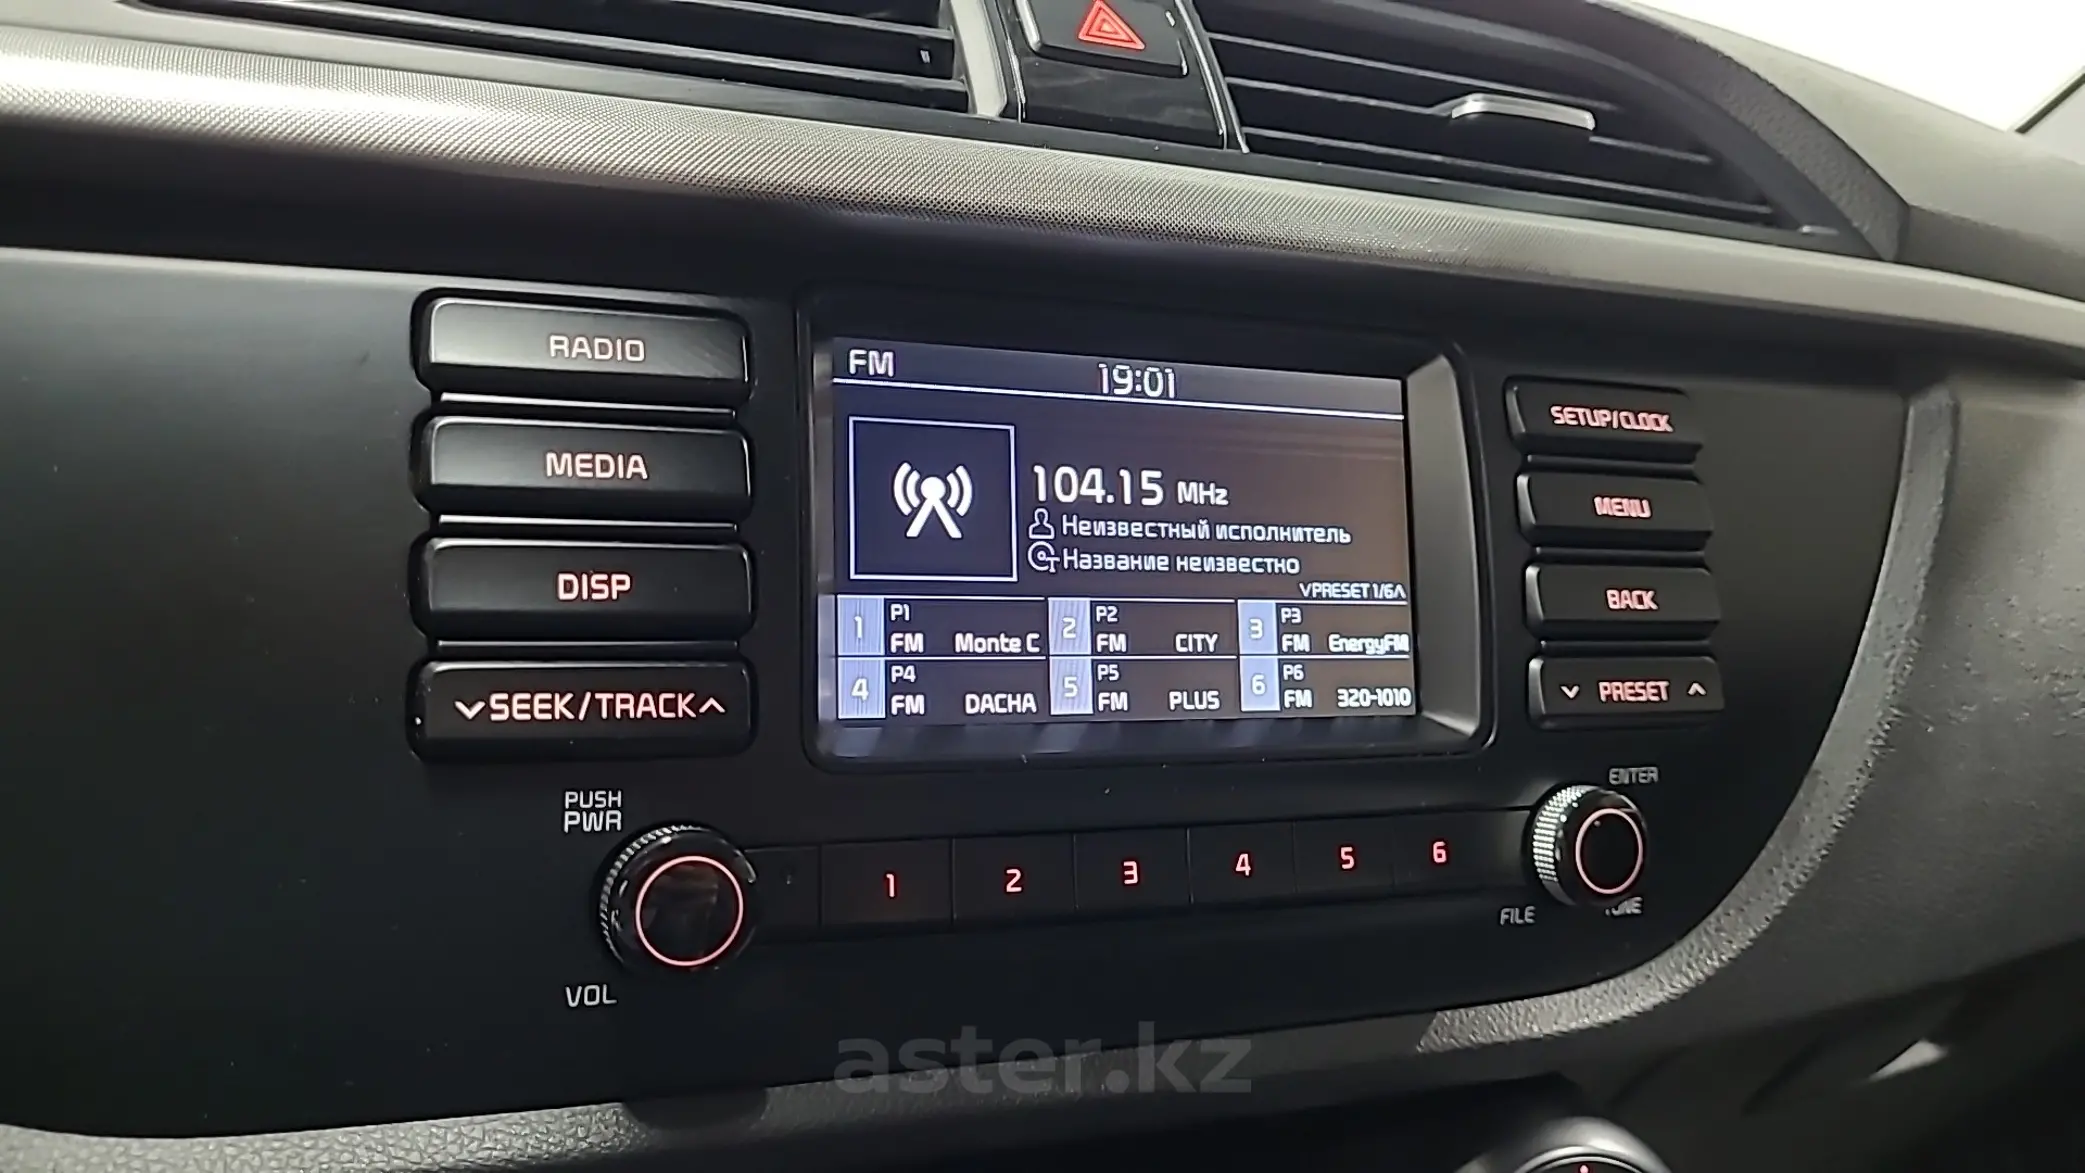 RADIO
MEDIA
DISP
SEEK/TRACK
PUSH
PWR
VOL
FM 19:01
104.15 MHz
Неизвестный исполнитель
Название неизвестно
PRESET 1/6
1 P1 FM Monte C
2 P2 FM CITY
3 P3 FM EnergyFM
4 P4 FM DACHA
5 P5 FM PLUS
6 P6 FM 320-1010
SETUP/CLOCK
MENU
BACK
PRESET
ENTER
1 2 3 4 5 6
FILE TUNE
aster.kz